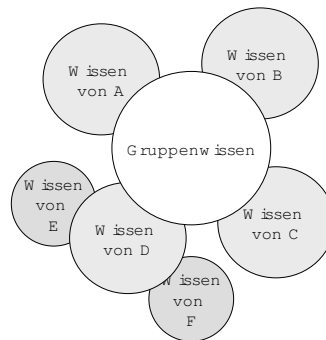 Wissen
von A
Wissen
von B
Gruppenwissen
Wissen
von
E
Wissen
von D
Wissen
von C
Wissen
von
F